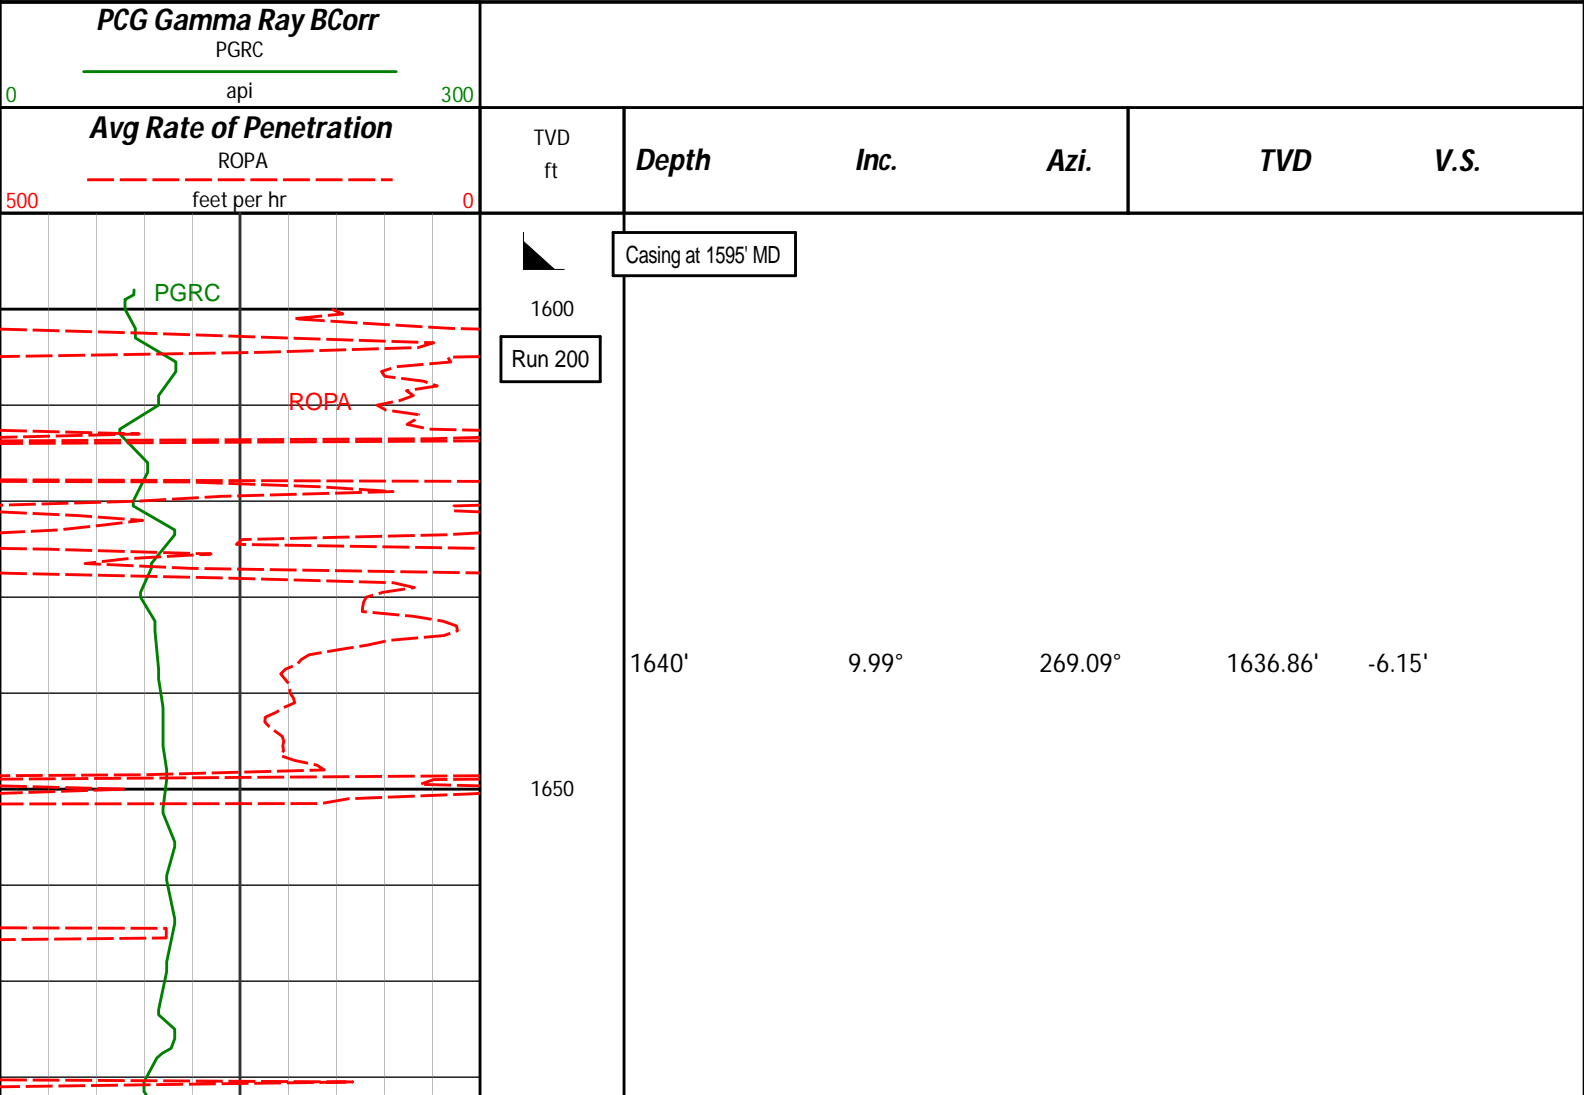 PCG Gamma Ray BCorr
PGRC
0 api 300
Avg Rate of Penetration
ROPA
500 feet per hr 0
TVD
ft
Depth Inc. Azi. TVD V.S.
Casing at 1595' MD
PGRC
1600
Run 200
ROPA
1640' 9.99° 269.09° 1636.86' -6.15'
1650